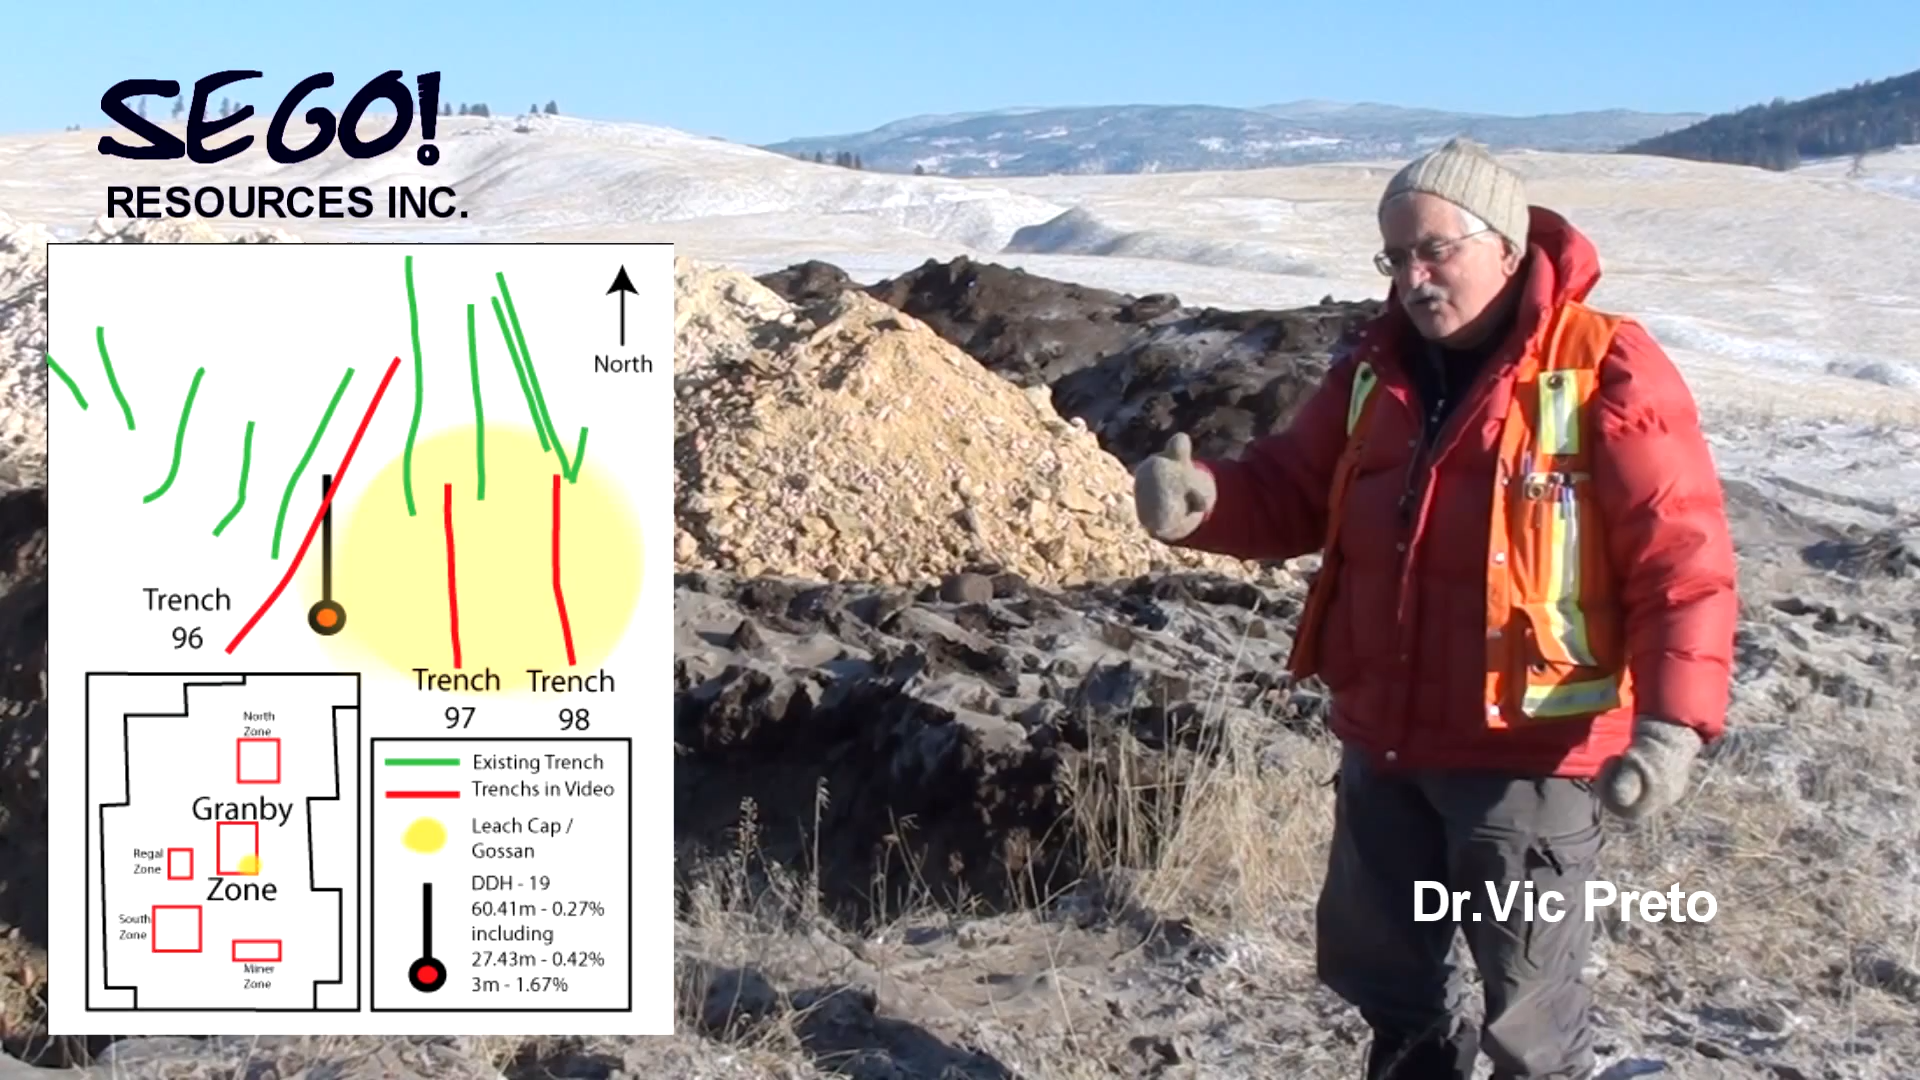 SEGO!
RESOURCES INC.
North
Trench
96
Trench
97
Trench
98
North
Zone
Granby
Zone
Regal
Zone
South
Zone
Miner
Zone
Existing Trench
Trenchs in Video
Leach Cap /
Gossan
DDH - 19
60.41m - 0.27%
including
27.43m - 0.42%
3m - 1.67%
Dr.Vic Preto